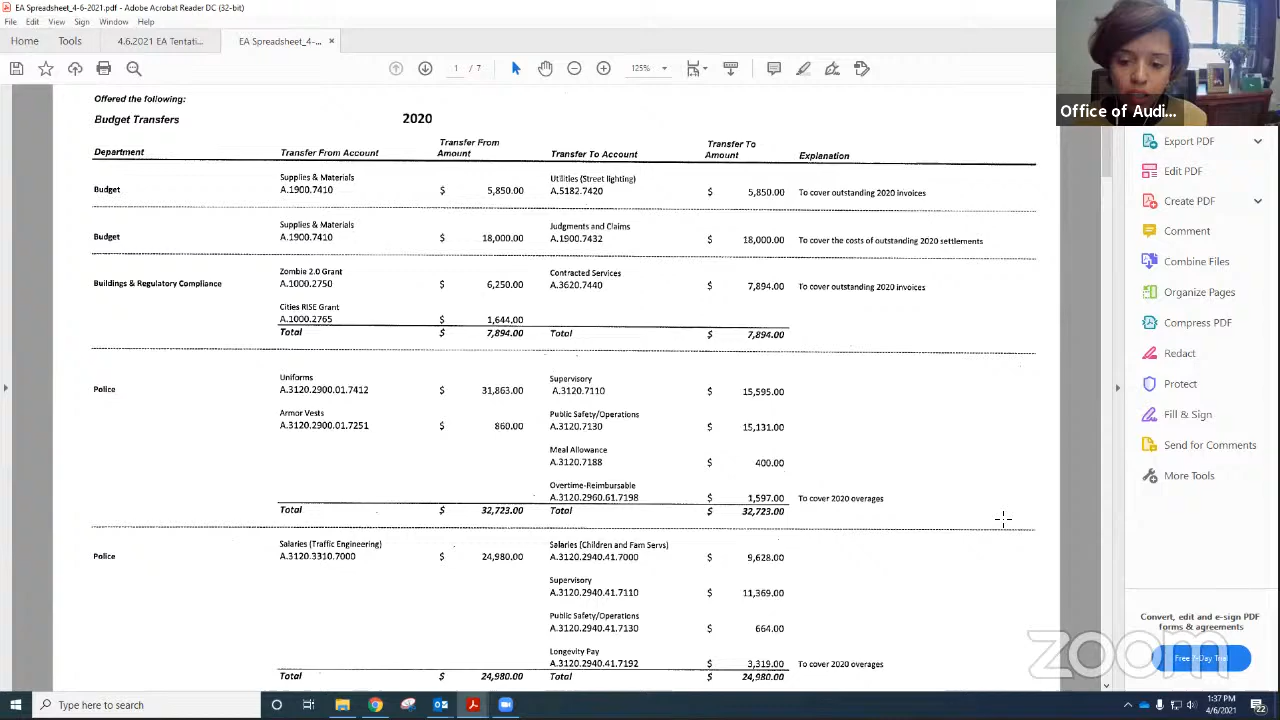 EA Spreadsheet_4-6-2021.pdf - Adobe Acrobat Reader DC (32-bit)
File Edit View Sign Window Help
Home Tools 4.6.2021 EA Tentati... EA Spreadsheet_4-... ×
1 / 7 125%
Office of Audi...
Offered the following:
Budget Transfers 2020
Department Transfer From Account Transfer From Amount Transfer To Account Transfer To Amount Explanation
Supplies & Materials Utilities (Street lighting)
Budget A.1900.7410 $ 5,850.00 A.5182.7420 $ 5,850.00 To cover outstanding 2020 invoices
Supplies & Materials Judgments and Claims
Budget A.1900.7410 $ 18,000.00 A.1900.7432 $ 18,000.00 To cover the costs of outstanding 2020 settlements
Zombie 2.0 Grant Contracted Services
Buildings & Regulatory Compliance A.1000.2750 $ 6,250.00 A.3620.7440 $ 7,894.00 To cover outstanding 2020 invoices
Cities RISE Grant
A.1000.2765 $ 1,644.00
Total $ 7,894.00 Total $ 7,894.00
Uniforms Supervisory
Police A.3120.2900.01.7412 $ 31,863.00 A.3120.7110 $ 15,595.00
Armor Vests Public Safety/Operations
A.3120.2900.01.7251 $ 860.00 A.3120.7130 $ 15,131.00
Meal Allowance
A.3120.7188 $ 400.00
Overtime-Reimbursable
A.3120.2960.61.7198 $ 1,597.00 To cover 2020 overages
Total $ 32,723.00 Total $ 32,723.00
Salaries (Traffic Engineering) Salaries (Children and Fam Servs)
Police A.3120.3310.7000 $ 24,980.00 A.3120.2940.41.7000 $ 9,628.00
Supervisory
A.3120.2940.41.7110 $ 11,369.00
Public Safety/Operations
A.3120.2940.41.7130 $ 664.00
Longevity Pay
A.3120.2940.41.7192 $ 3,319.00 To cover 2020 overages
Total $ 24,980.00 Total $ 24,980.00
Export PDF
Edit PDF
Create PDF
Comment
Combine Files
Organize Pages
Compress PDF
Redact
Protect
Fill & Sign
Send for Comments
More Tools
Convert, edit and e-sign PDF
forms & agreements
Free 7-Day Trial
zoom
Type here to search
1:37 PM
4/6/2021
22